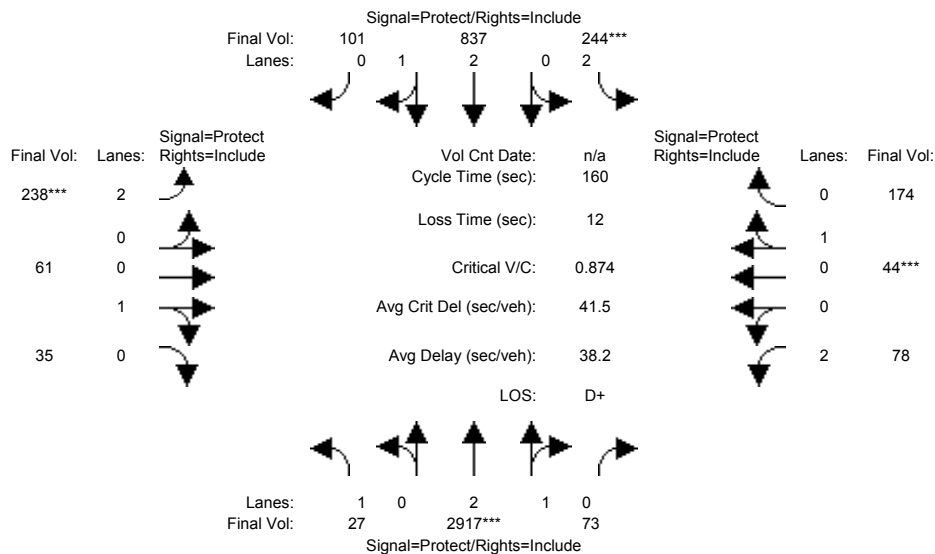 Signal=Protect/Rights=Include
Final Vol: 101 837 244***
Lanes: 0 1 2 0 2
Signal=Protect Signal=Protect
Final Vol: Lanes: Rights=Include Vol Cnt Date: n/a Rights=Include Lanes: Final Vol:
Cycle Time (sec): 160
238*** 2 0 174
Loss Time (sec): 12
0 1
61 0 Critical V/C: 0.874 0 44***
1 Avg Crit Del (sec/veh): 41.5 0
35 0 Avg Delay (sec/veh): 38.2 2 78
LOS: D+
Lanes: 1 0 2 1 0
Final Vol: 27 2917*** 73
Signal=Protect/Rights=Include